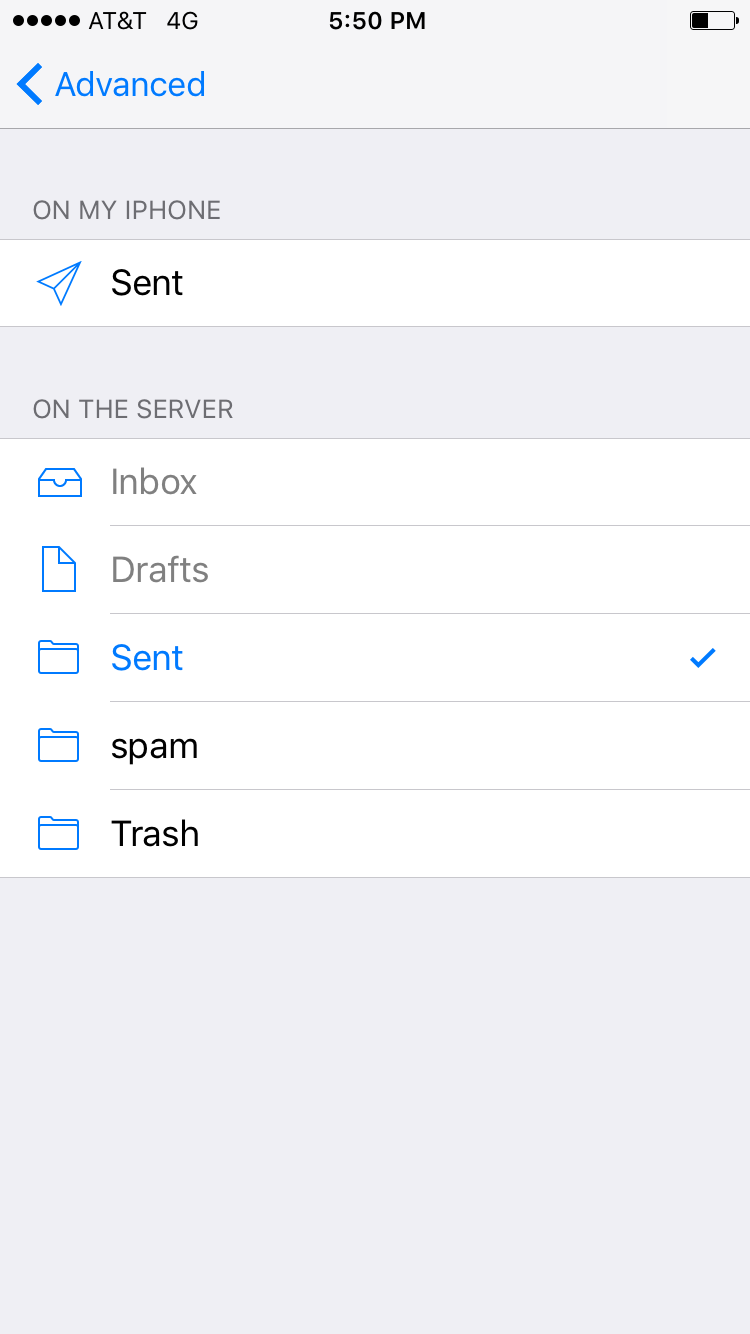 AT&T 4G 5:50 PM
Advanced
ON MY IPHONE
Sent
ON THE SERVER
Inbox
Drafts
Sent
spam
Trash